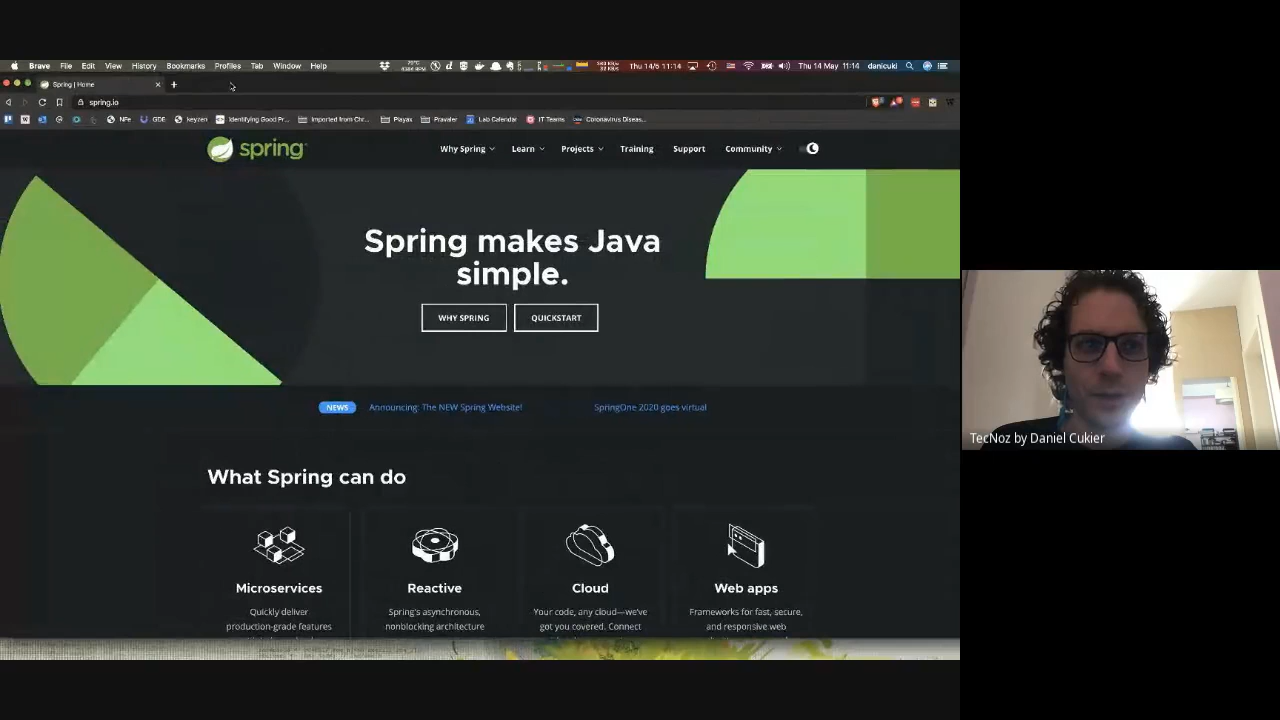 Brave File Edit View History Bookmarks Profiles Tab Window Help Thu 14/5 11:14 Thu 14 May 11:14 danicuki
Spring | Home
spring.io
NFe GDE keyzen Identifying Good Pr... Imported from Chr... Playax Pravaler Lab Calendar IT Teams Coronavirus Diseas...
spring Why Spring Learn Projects Training Support Community
Spring makes Java
simple.
WHY SPRING QUICKSTART
NEWS Announcing: The NEW Spring Website! SpringOne 2020 goes virtual
What Spring can do
Microservices Reactive Cloud Web apps
Quickly deliver Spring's asynchronous, Your code, any cloud—we've Frameworks for fast, secure,
production-grade features nonblocking architecture got you covered. Connect and responsive web
TecNoz by Daniel Cukier